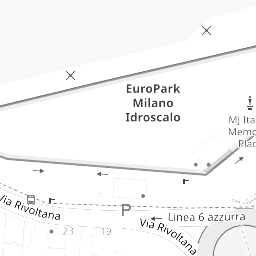 EuroPark
Milano
Idroscalo
MJ Ita
Memo
Plac
Via Rivoltana
P
Linea 6 azzurra
Via Rivoltana
23
19